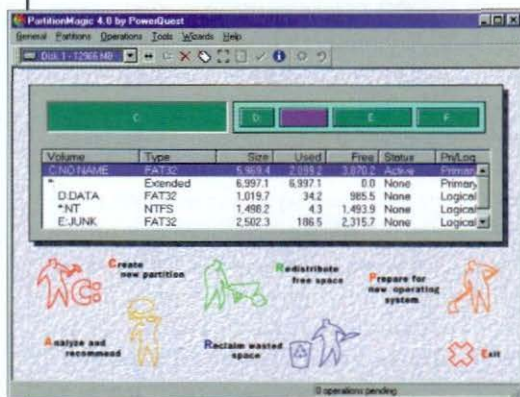 PartitionMagic 4.0 by PowerQuest
General Partitions Operations Tools Wizards Help
Disk 1 - 12966 MB
C D: E F
Volume Type Size Used Free Status Pri/Log
C:NO NAME FAT32 5,969.4 2,099.2 3,870.2 Active Primary
* Extended 6,997.1 6,997.1 0.0 None Primary
D:DATA FAT32 1,019.7 34.2 985.5 None Logical
*:NT NTFS 1,498.2 4.3 1,493.9 None Logical
E:JUNK FAT32 2,502.3 186.5 2,315.7 None Logical
Create
new partition
C:
Redistribute
free space
Prepare for
new operating
system
Analyze and
recommend
Reclaim wasted
space
Exit
0 operations pending